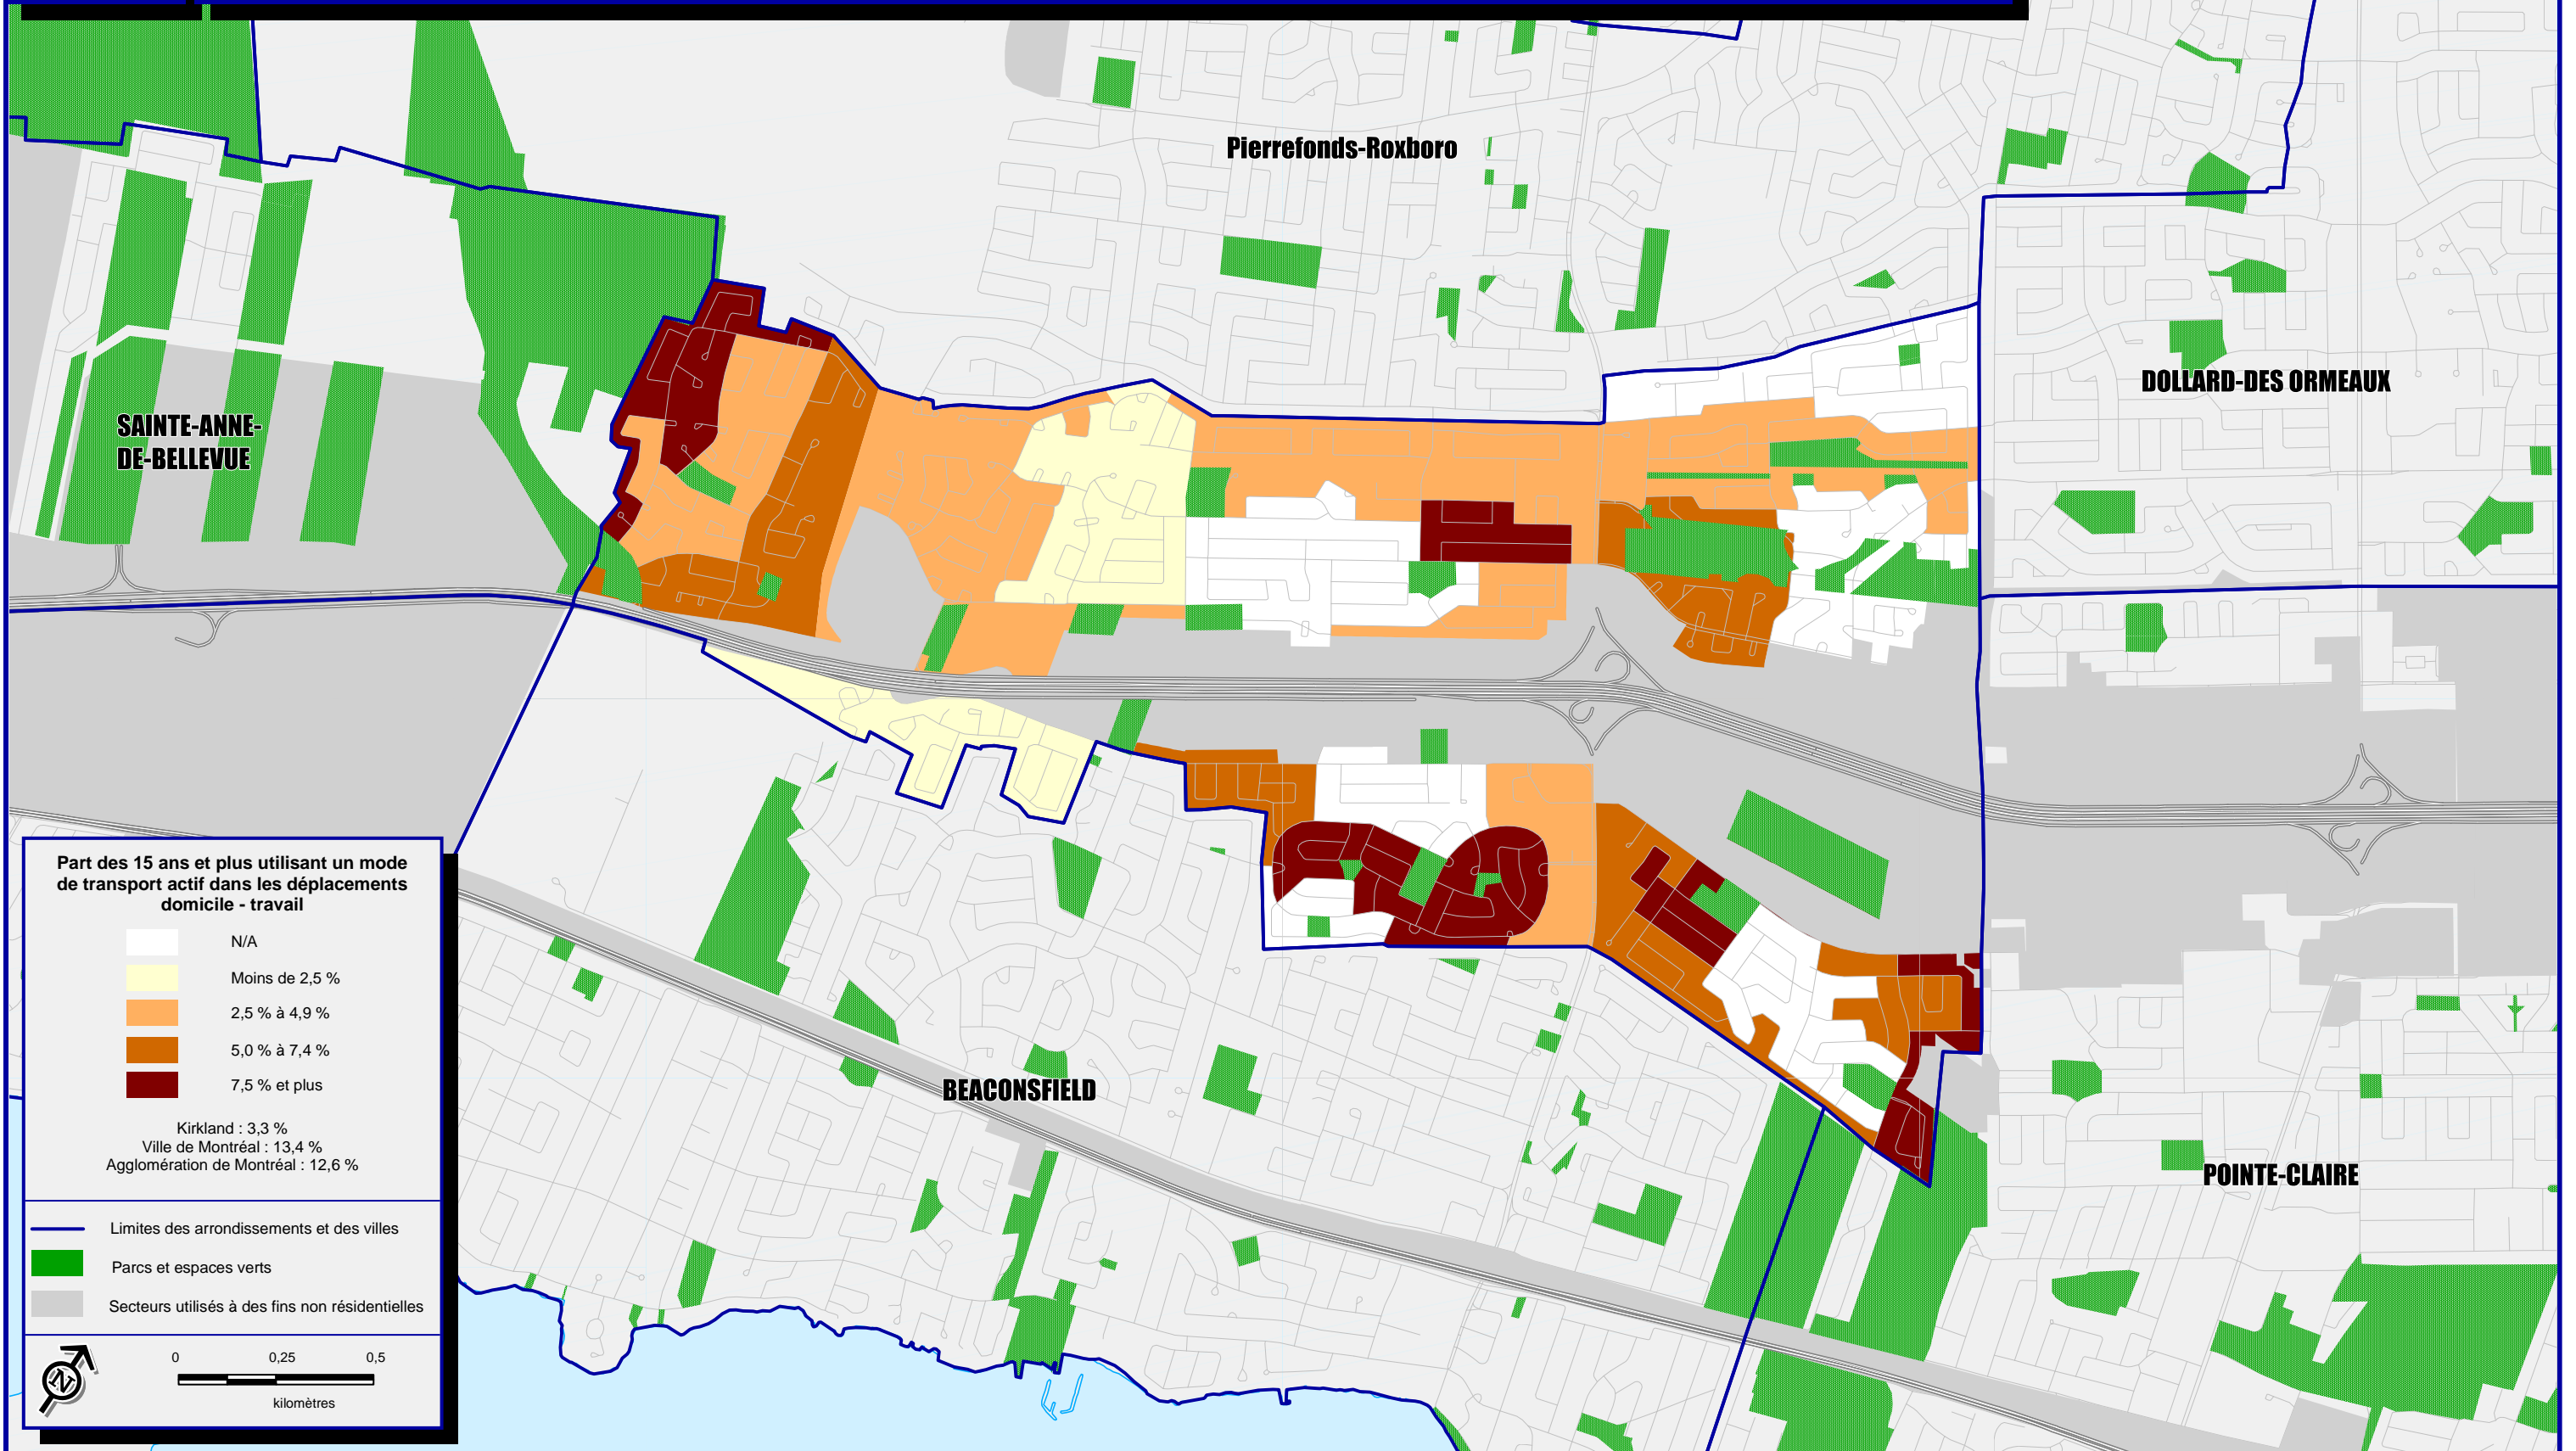 Pierrefonds-Roxboro
DOLLARD-DES ORMEAUX
SAINTE-ANNE-
DE-BELLEVUE
BEACONSFIELD
POINTE-CLAIRE
Part des 15 ans et plus utilisant un mode
de transport actif dans les déplacements
domicile - travail
N/A
Moins de 2,5 %
2,5 % à 4,9 %
5,0 % à 7,4 %
7,5 % et plus
Kirkland : 3,3 %
Ville de Montréal : 13,4 %
Agglomération de Montréal : 12,6 %
Limites des arrondissements et des villes
Parcs et espaces verts
Secteurs utilisés à des fins non résidentielles
N
0 0,25 0,5
kilomètres